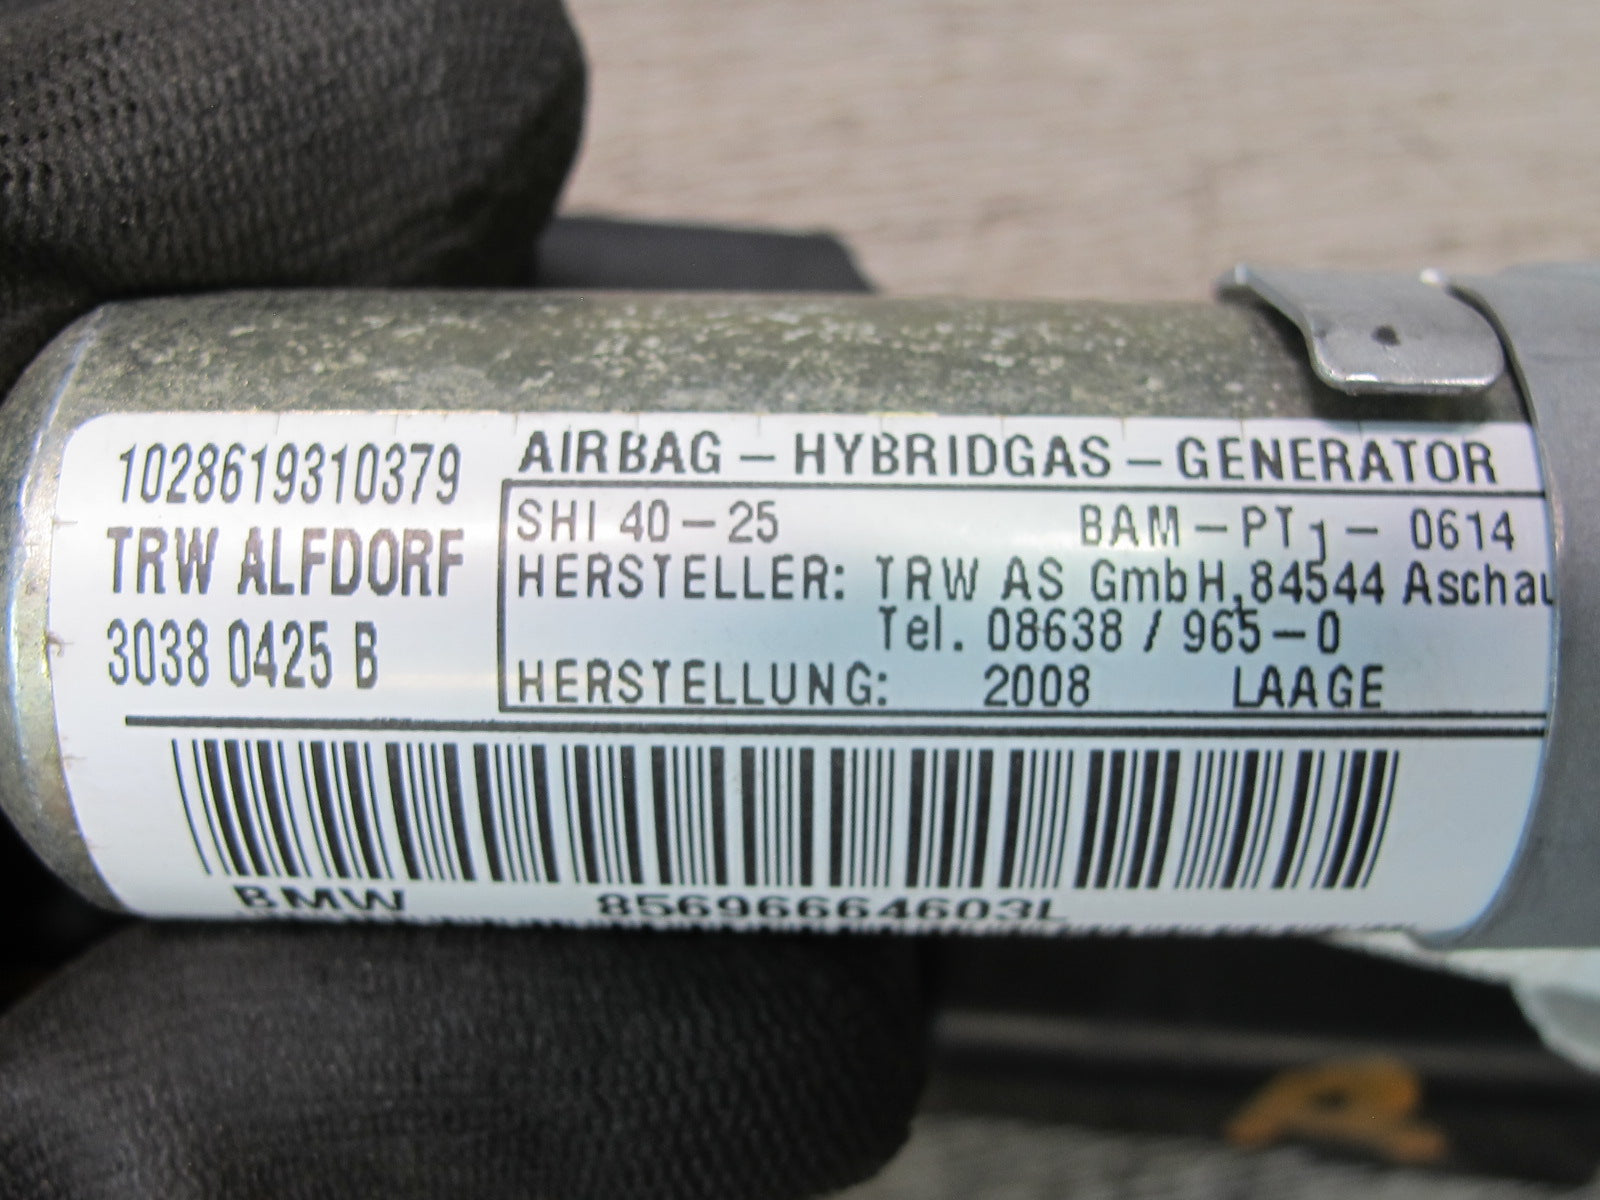 1028619310379
TRW ALFDORF
3038 0425 B
AIRBAG – HYBRIDGAS – GENERATOR
SHI 40 – 25 BAM – PT1 – 0614
HERSTELLER: TRW AS GmbH, 84544 Aschau
Tel. 08638 / 965 – 0
HERSTELLUNG: 2008 LAAGE
BMW 85696664603L